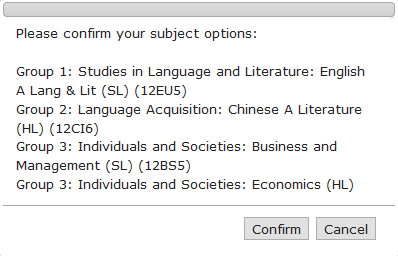 Please confirm your subject options:
Group 1: Studies in Language and Literature: English
A Lang & Lit (SL) (12EU5)
Group 2: Language Acquisition: Chinese A Literature
(HL) (12CI6)
Group 3: Individuals and Societies: Business and
Management (SL) (12BS5)
Group 3: Individuals and Societies: Economics (HL)
Confirm Cancel